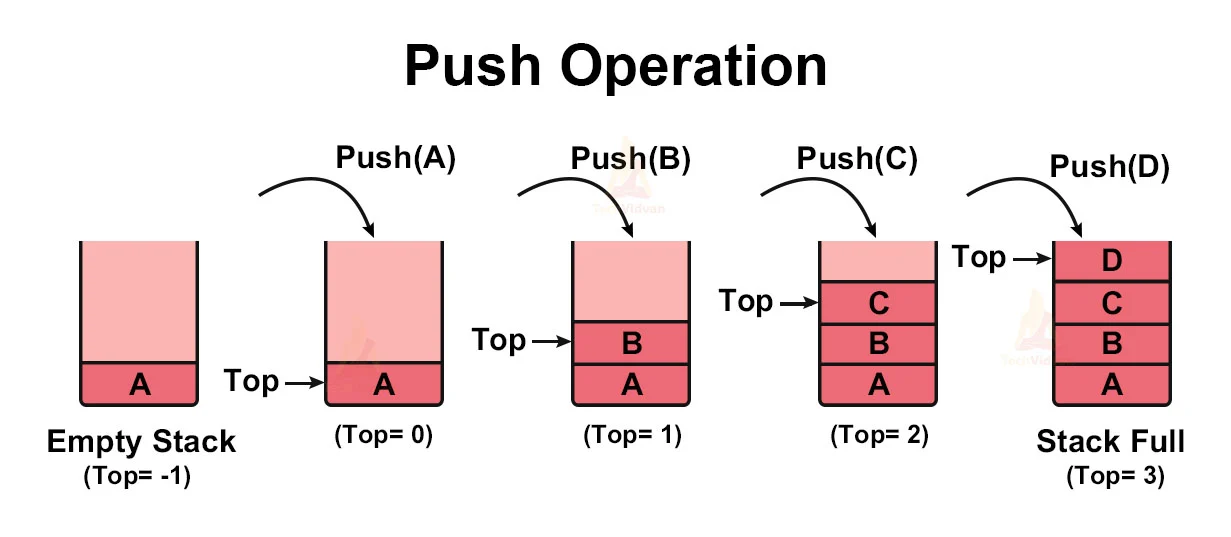 Push Operation
Push(A)
Push(B)
Push(C)
Push(D)
TechVidvan
A
Empty Stack
(Top= -1)
Top
A
(Top= 0)
Top
B
A
(Top= 1)
Top
C
B
A
(Top= 2)
Top
D
C
B
A
TechVidvan
Stack Full
(Top= 3)